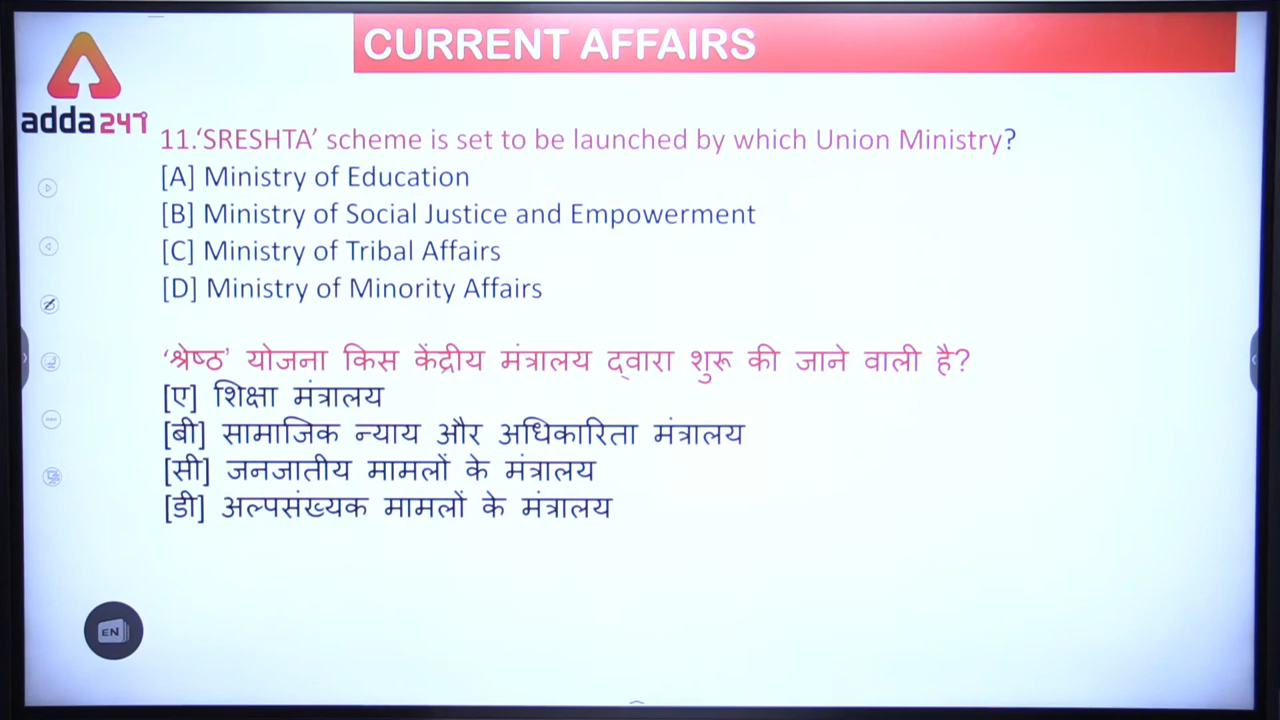 CURRENT AFFAIRS
adda247
11.‘SRESHTA’ scheme is set to be launched by which Union Ministry?
[A] Ministry of Education
[B] Ministry of Social Justice and Empowerment
[C] Ministry of Tribal Affairs
[D] Ministry of Minority Affairs
‘श्रेष्ठ’ योजना किस केंद्रीय मंत्रालय द्वारा शुरू की जाने वाली है?
[ए] शिक्षा मंत्रालय
[बी] सामाजिक न्याय और अधिकारिता मंत्रालय
[सी] जनजातीय मामलों के मंत्रालय
[डी] अल्पसंख्यक मामलों के मंत्रालय
EN